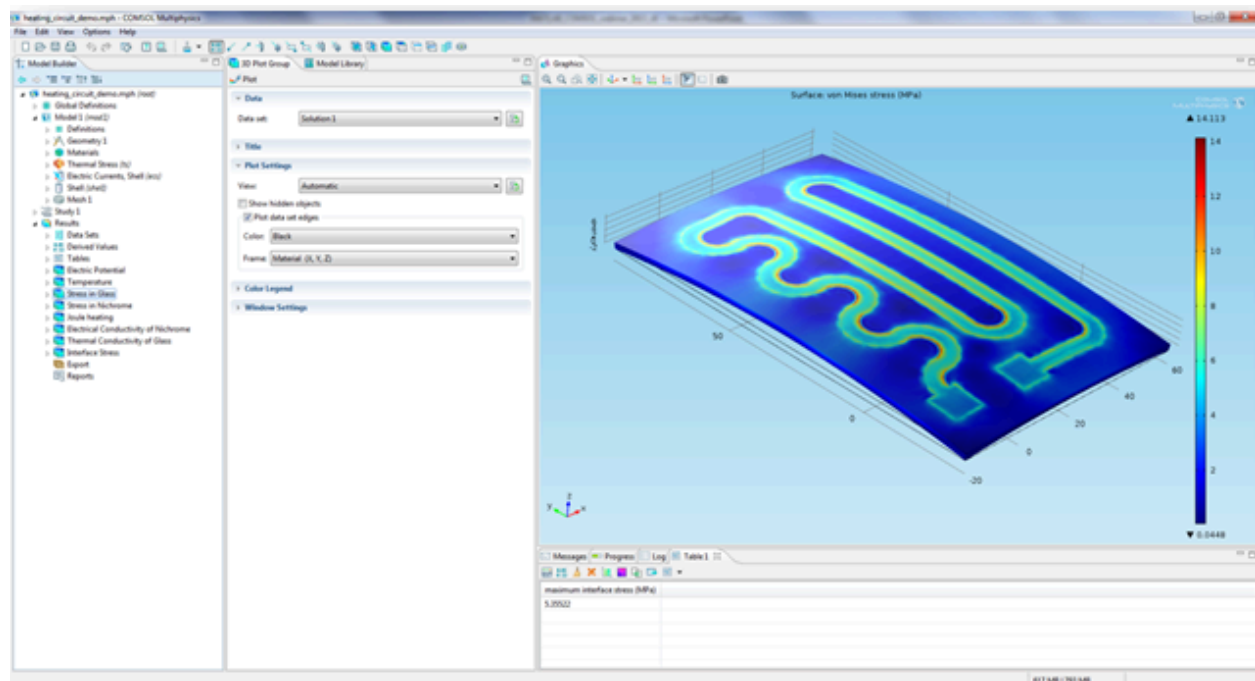 heating_circuit_demo.mph - COMSOL Multiphysics
File Edit View Options Help
Model Builder
heating_circuit_demo.mph (root)
Global Definitions
Model 1 (mod1)
Definitions
Geometry 1
Materials
Thermal Stress (ts)
Electric Currents, Shell (ecs)
Shell (shell)
Mesh 1
Study 1
Results
Data Sets
Derived Values
Tables
Electric Potential
Temperature
Stress in Glass
Stress in Nichrome
Joule heating
Electrical Conductivity of Nichrome
Thermal Conductivity of Glass
Interface Stress
Export
Reports
3D Plot Group Model Library
Plot
Data
Data set: Solution 1
Title
Plot Settings
View: Automatic
Show hidden objects
Plot data set edges
Color: Black
Frame: Material (X, Y, Z)
Color Legend
Window Settings
Graphics
Surface: von Mises stress (MPa)
▲ 14.113
14
12
10
8
6
4
2
▼ 0.0448
50
0
60
40
20
0
-20
y z x
Messages Progress Log Table 1
maximum interface stress (MPa)
5.35522